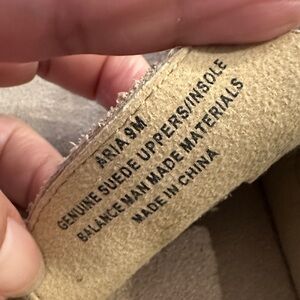 ARIA 9M
GENUINE SUEDE UPPERS/INSOLE
BALANCE MAN MADE MATERIALS
MADE IN CHINA